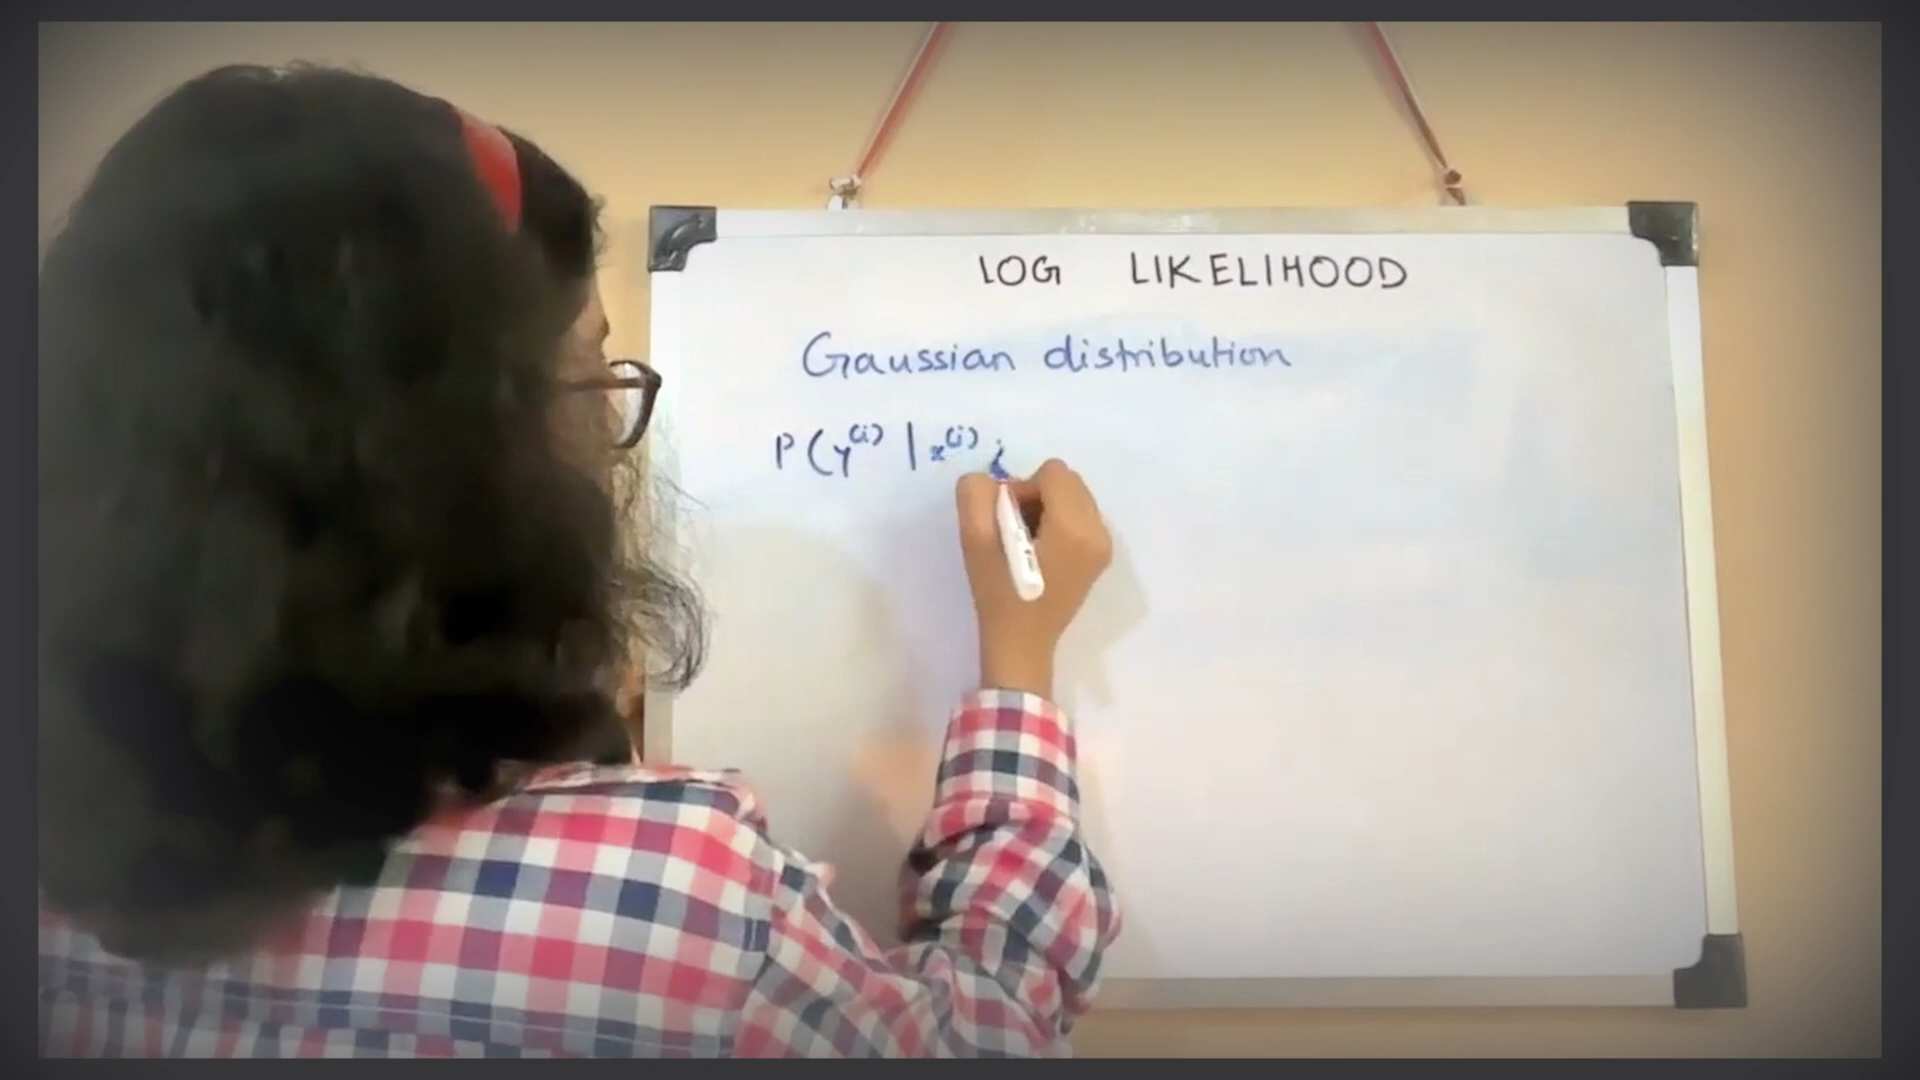 LOG LIKELIHOOD
Gaussian distribution
P(y⁽ⁱ⁾ | x⁽ⁱ⁾ ;